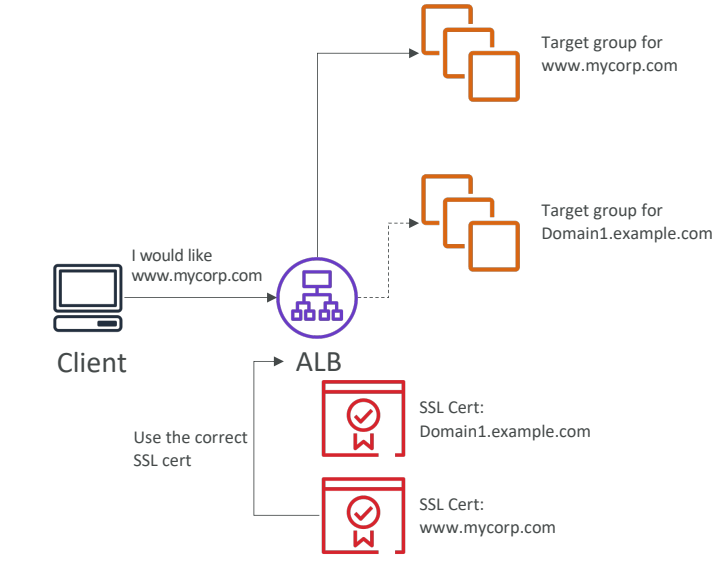 Target group for
www.mycorp.com
Target group for
Domain1.example.com
I would like
www.mycorp.com
Client
ALB
SSL Cert:
Domain1.example.com
Use the correct
SSL cert
SSL Cert:
www.mycorp.com